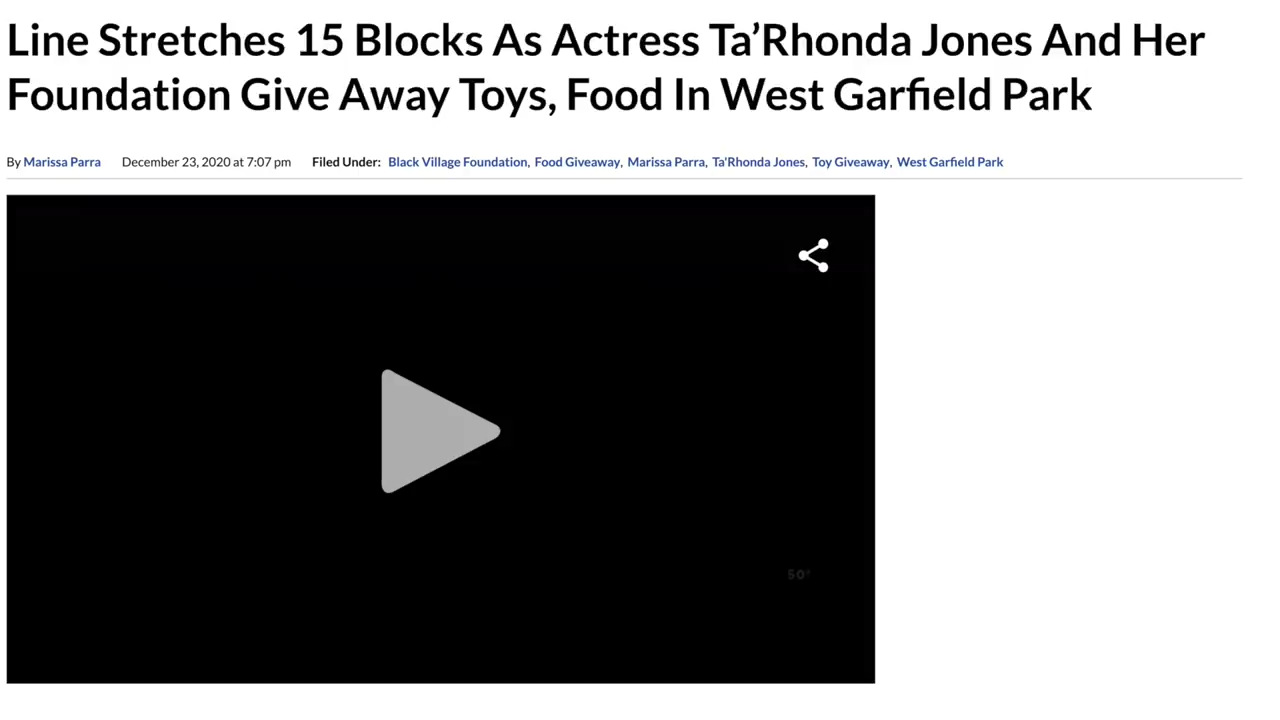 Line Stretches 15 Blocks As Actress Ta’Rhonda Jones And Her
Foundation Give Away Toys, Food In West Garfield Park
By Marissa Parra December 23, 2020 at 7:07 pm Filed Under: Black Village Foundation, Food Giveaway, Marissa Parra, Ta'Rhonda Jones, Toy Giveaway, West Garfield Park
50°